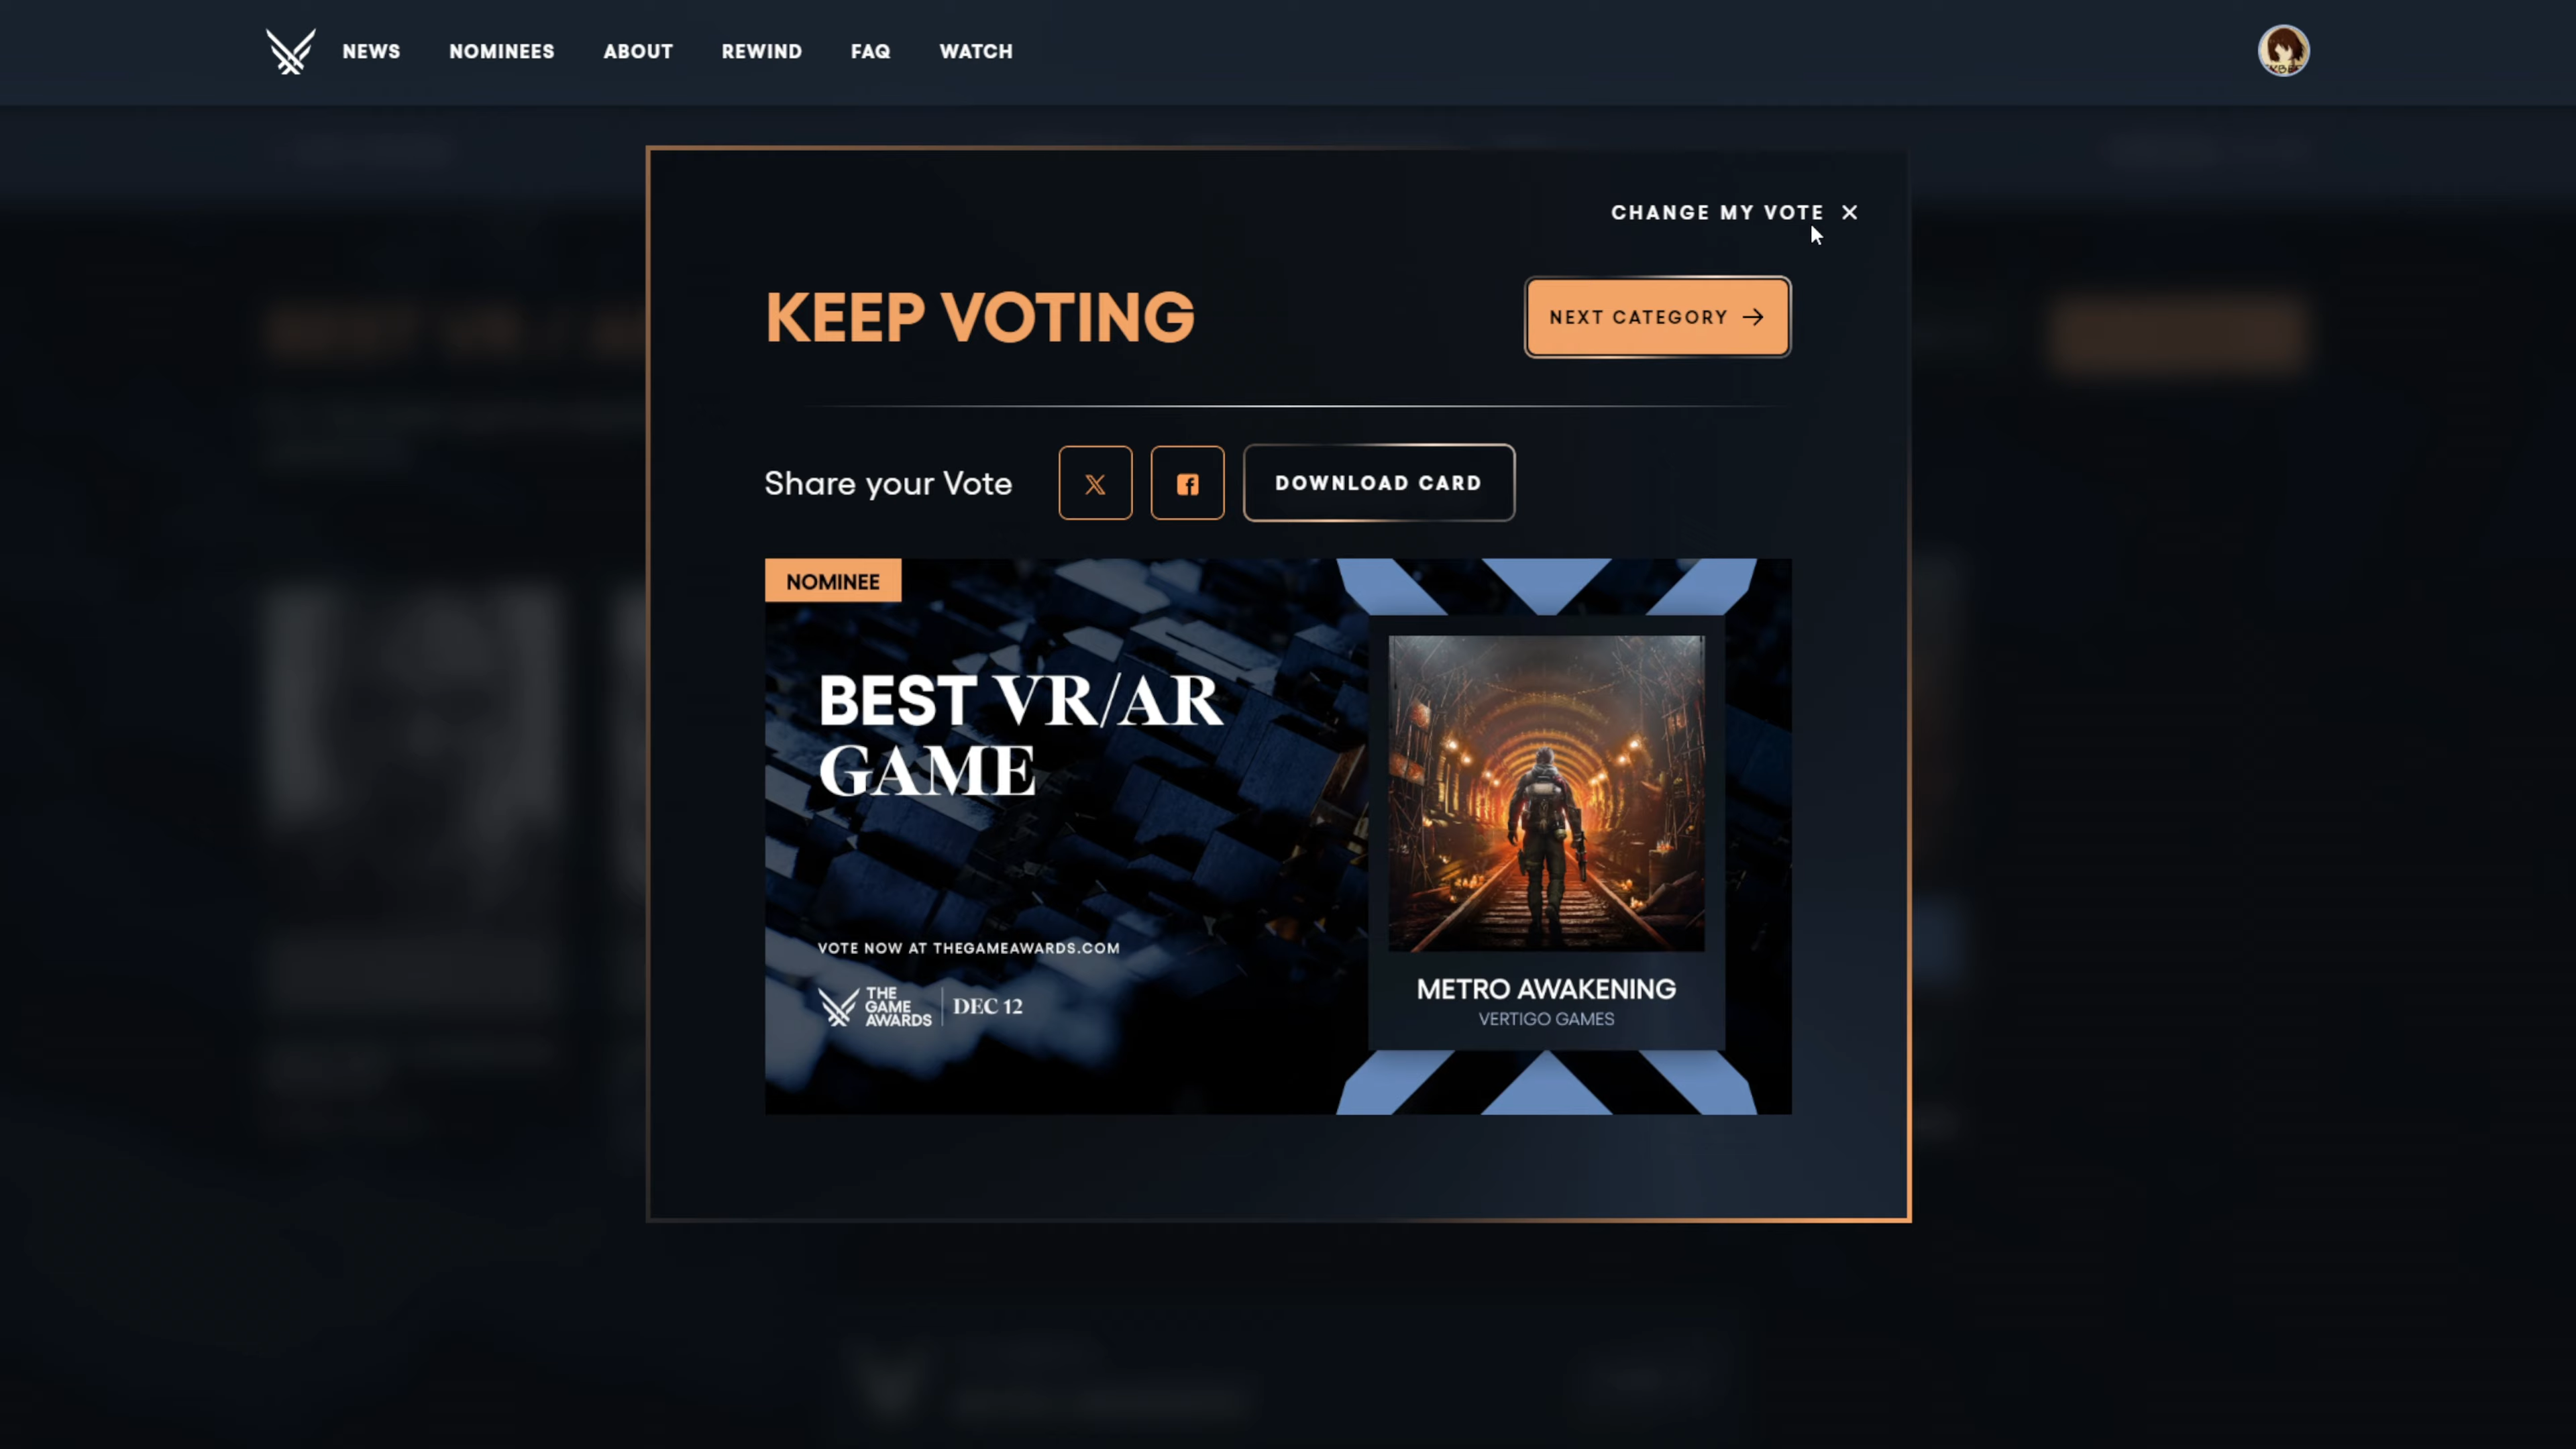 NEWS NOMINEES ABOUT REWIND FAQ WATCH
CHANGE MY VOTE
KEEP VOTING
NEXT CATEGORY
Share your Vote
DOWNLOAD CARD
NOMINEE
BEST VR/AR
GAME
VOTE NOW AT THEGAMEAWARDS.COM
THE
GAME
AWARDS
DEC 12
METRO AWAKENING
VERTIGO GAMES